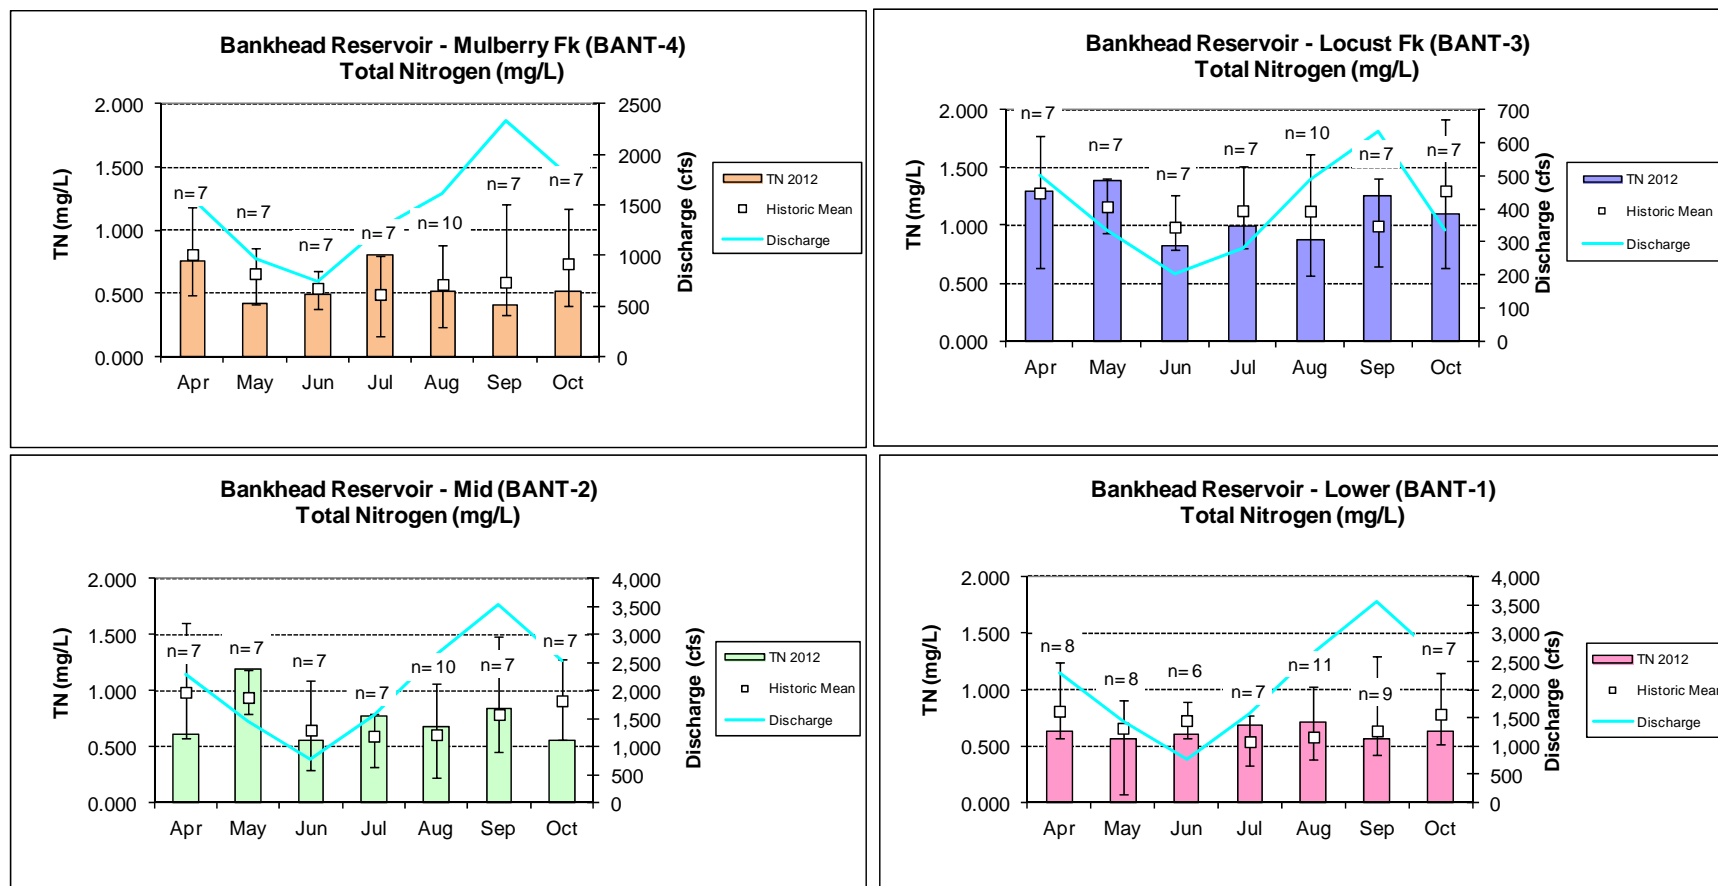 Bankhead Reservoir - Mulberry Fk (BANT-4)
Total Nitrogen (mg/L)
2.000
1.500
1.000
0.500
0.000
TN (mg/L)
n=7
n=7
n=7
n=7
n=10
n=7
n=7
2500
2000
1500
1000
500
0
Discharge (cfs)
Apr May Jun Jul Aug Sep Oct
TN 2012
Historic Mean
Discharge
Bankhead Reservoir - Locust Fk (BANT-3)
Total Nitrogen (mg/L)
2.000
1.500
1.000
0.500
0.000
TN (mg/L)
n=7
n=7
n=7
n=7
n=10
n=7
n=7
700
600
500
400
300
200
100
0
Discharge (cfs)
Apr May Jun Jul Aug Sep Oct
TN 2012
Historic Mean
Discharge
Bankhead Reservoir - Mid (BANT-2)
Total Nitrogen (mg/L)
2.000
1.500
1.000
0.500
0.000
TN (mg/L)
n=7
n=7
n=7
n=7
n=10
n=7
n=7
4,000
3,500
3,000
2,500
2,000
1,500
1,000
500
0
Discharge (cfs)
Apr May Jun Jul Aug Sep Oct
TN 2012
Historic Mean
Discharge
Bankhead Reservoir - Lower (BANT-1)
Total Nitrogen (mg/L)
2.000
1.500
1.000
0.500
0.000
TN (mg/L)
n=8
n=8
n=6
n=7
n=11
n=9
n=7
4,000
3,500
3,000
2,500
2,000
1,500
1,000
500
0
Discharge (cfs)
Apr May Jun Jul Aug Sep Oct
TN 2012
Historic Mean
Discharge